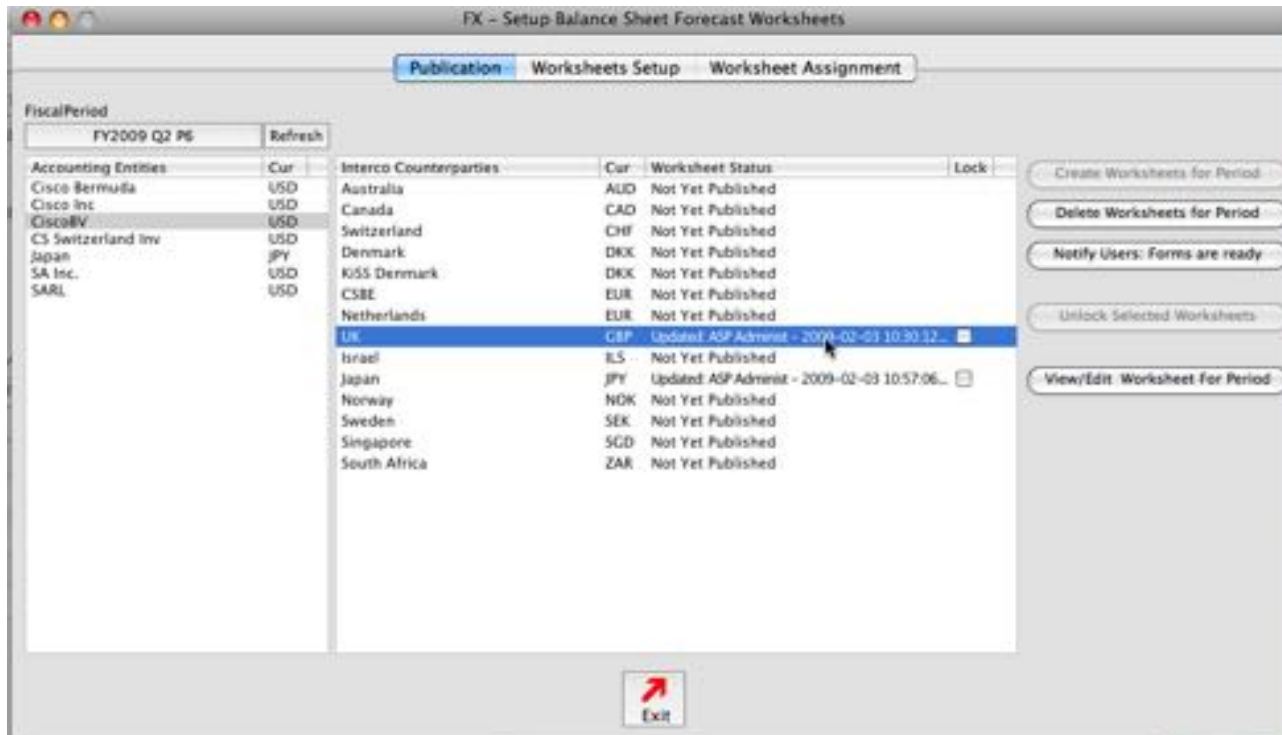 FX - Setup Balance Sheet Forecast Worksheets
Publication Worksheets Setup Worksheet Assignment
FiscalPeriod
FY2009 Q2 P6 Refresh
Accounting Entities Cur
Cisco Bermuda USD
Cisco Inc USD
CiscoBV USD
CS Switzerland Inv USD
Japan JPY
SA Inc. USD
SARL USD
Interco Counterparties Cur Worksheet Status Lock
Australia AUD Not Yet Published
Canada CAD Not Yet Published
Switzerland CHF Not Yet Published
Denmark DKK Not Yet Published
KiSS Denmark DKK Not Yet Published
CSBE EUR Not Yet Published
Netherlands EUR Not Yet Published
UK GBP Updated: ASP Administ - 2009-02-03 10:30:12...
Israel ILS Not Yet Published
Japan JPY Updated: ASP Administ - 2009-02-03 10:57:06...
Norway NOK Not Yet Published
Sweden SEK Not Yet Published
Singapore SGD Not Yet Published
South Africa ZAR Not Yet Published
Create Worksheets for Period
Delete Worksheets for Period
Notify Users: Forms are ready
Unlock Selected Worksheets
View/Edit Worksheet For Period
Exit